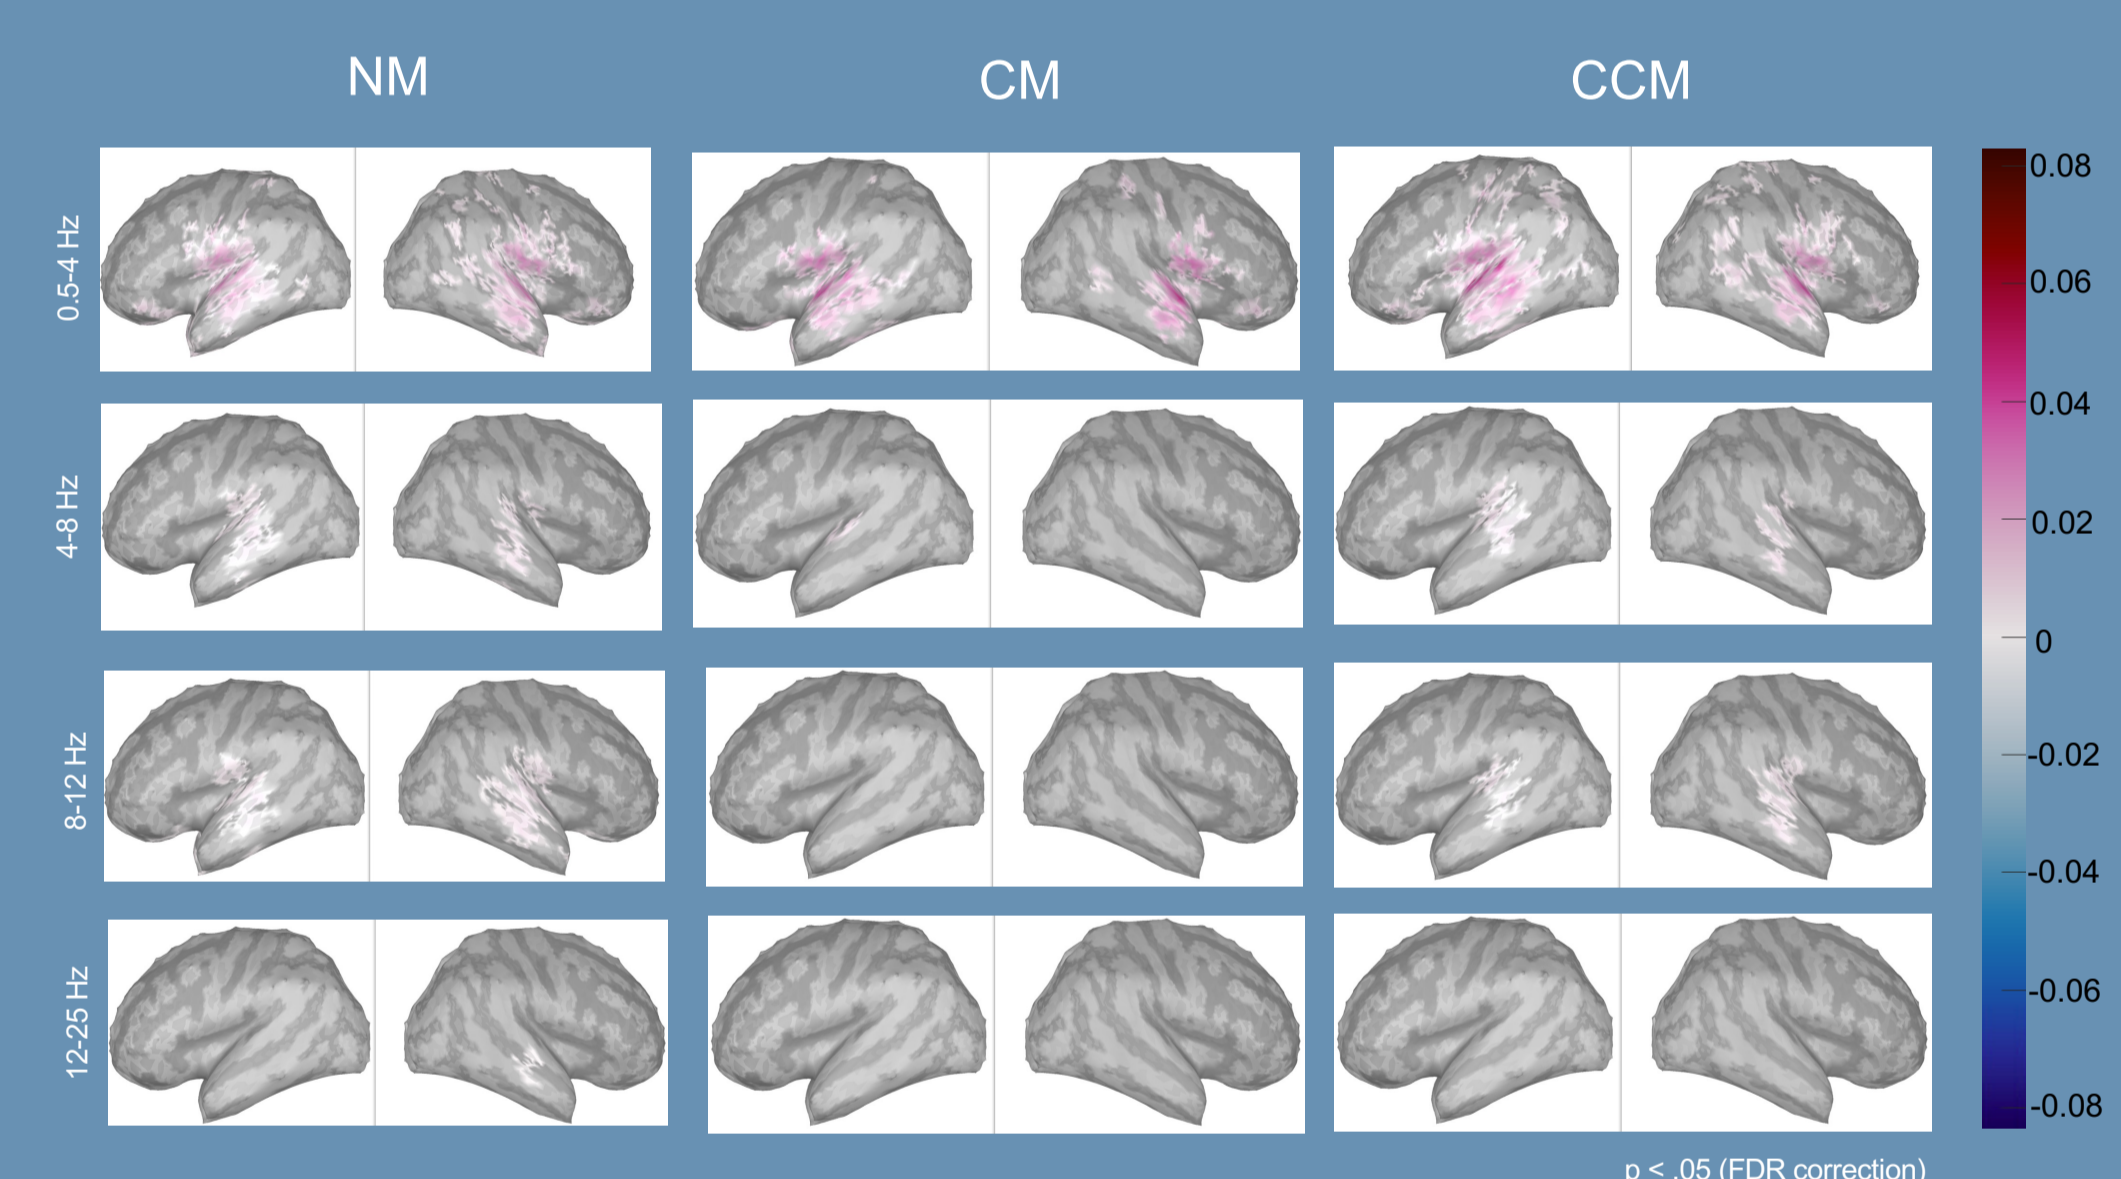 NM
CM
CCM
0.5-4 Hz
4-8 Hz
8-12 Hz
12-25 Hz
0.08
0.06
0.04
0.02
0
-0.02
-0.04
-0.06
-0.08
p < .05 (FDR correction)